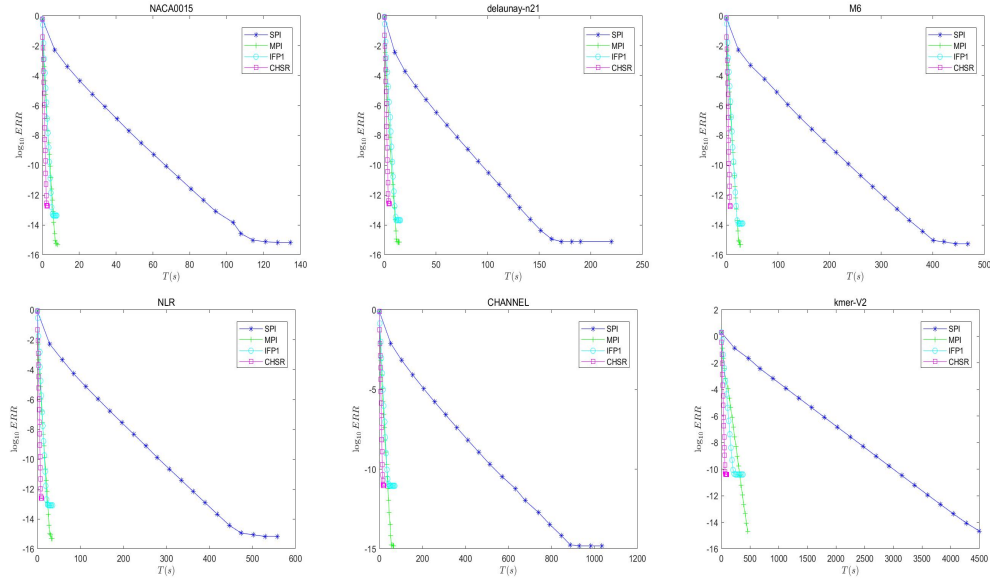 NACA0015
0
-2
-4
-6
-8
-10
-12
-14
-16
log10 ERR
SPI
MPI
IFP1
CHSR
0 20 40 60 80 100 120 140
T(s)
delaunay-n21
0
-2
-4
-6
-8
-10
-12
-14
-16
log10 ERR
SPI
MPI
IFP1
CHSR
0 50 100 150 200 250
T(s)
M6
0
-2
-4
-6
-8
-10
-12
-14
-16
log10 ERR
SPI
MPI
IFP1
CHSR
0 100 200 300 400 500
T(s)
NLR
0
-2
-4
-6
-8
-10
-12
-14
-16
log10 ERR
SPI
MPI
IFP1
CHSR
0 100 200 300 400 500 600
T(s)
CHANNEL
0
-5
-10
-15
log10 ERR
SPI
MPI
IFP1
CHSR
0 200 400 600 800 1000 1200
T(s)
kmer-V2
2
0
-2
-4
-6
-8
-10
-12
-14
-16
log10 ERR
SPI
MPI
IFP1
CHSR
0 500 1000 1500 2000 2500 3000 3500 4000 4500
T(s)